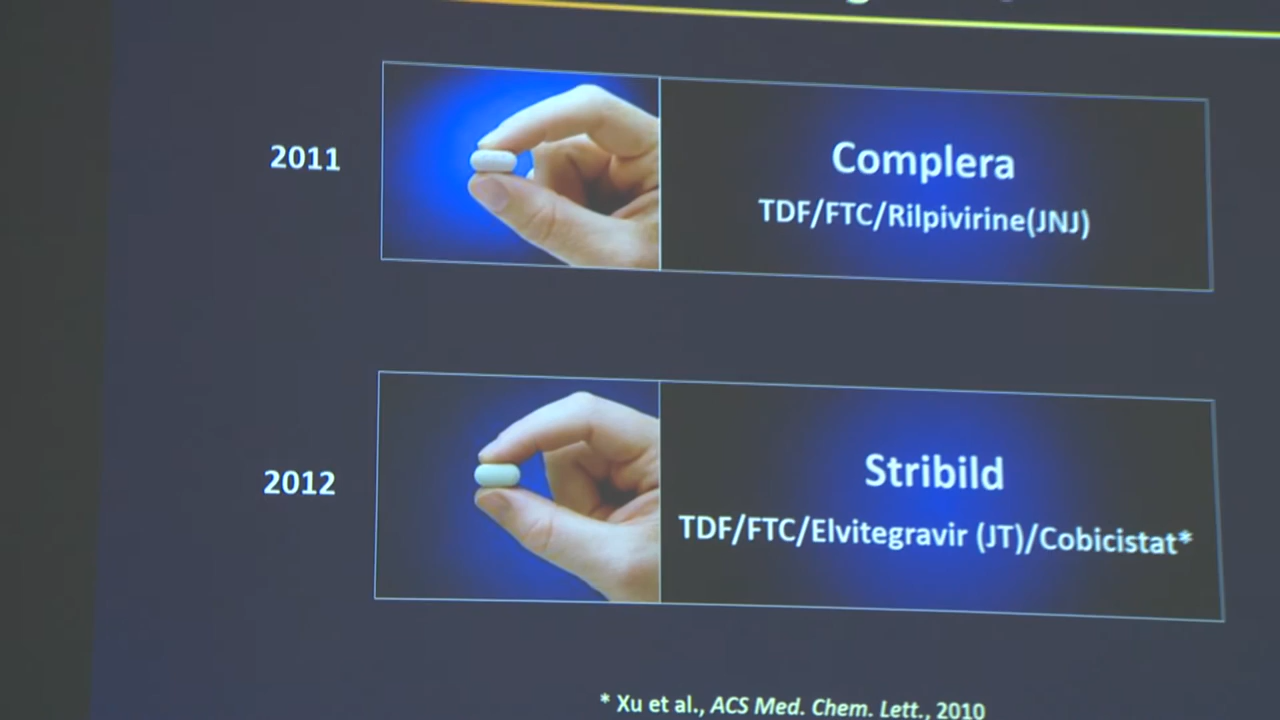 2011
Complera
TDF/FTC/Rilpivirine(JNJ)
2012
Stribild
TDF/FTC/Elvitegravir (JT)/Cobicistat*
* Xu et al., ACS Med. Chem. Lett., 2010